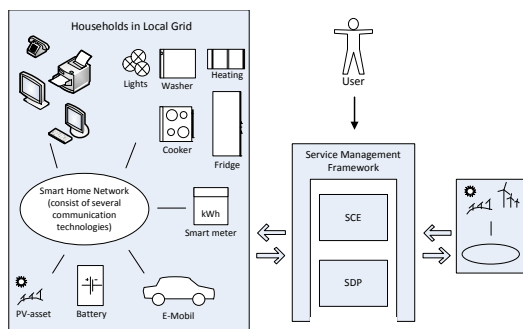 Households in Local Grid
Lights
Washer
Heating
Cooker
Fridge
Smart Home Network
(consist of several
communication
technologies)
kWh
Smart meter
PV-asset
Battery
E-Mobil
User
Service Management
Framework
SCE
SDP